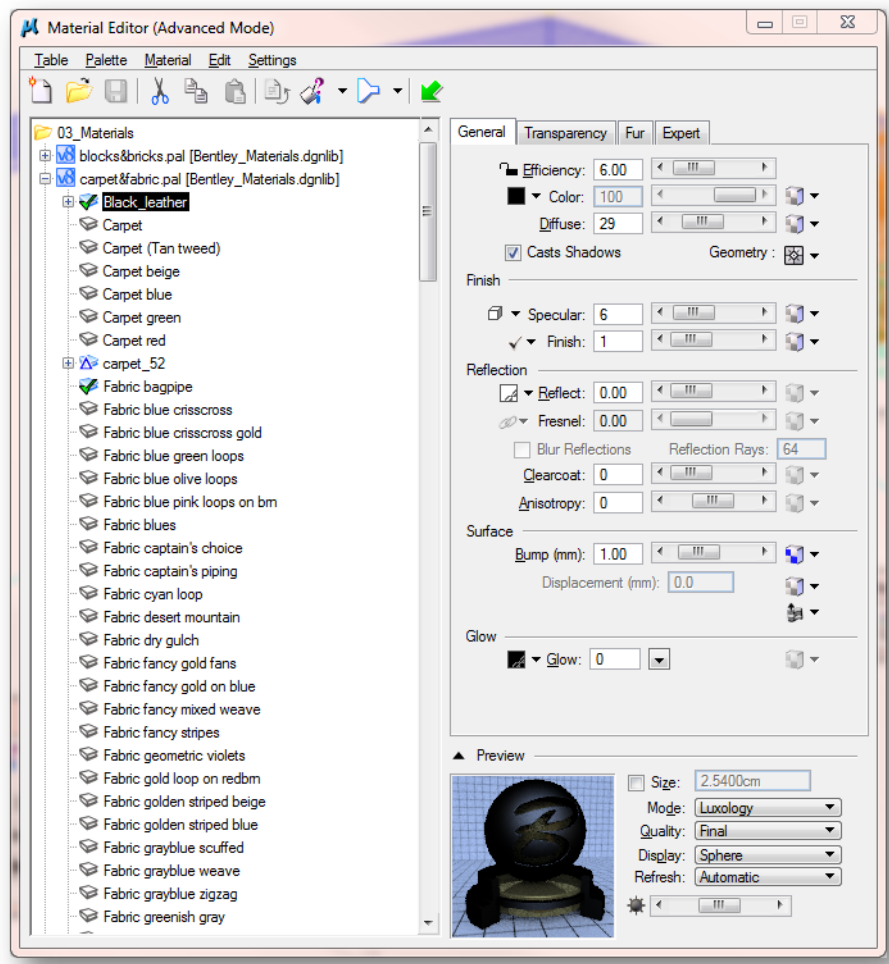 Material Editor (Advanced Mode)
Table Palette Material Edit Settings
03_Materials
blocks&bricks.pal [Bentley_Materials.dgnlib]
carpet&fabric.pal [Bentley_Materials.dgnlib]
Black_leather
Carpet
Carpet (Tan tweed)
Carpet beige
Carpet blue
Carpet green
Carpet red
carpet_52
Fabric bagpipe
Fabric blue crisscross
Fabric blue crisscross gold
Fabric blue green loops
Fabric blue olive loops
Fabric blue pink loops on brn
Fabric blues
Fabric captain's choice
Fabric captain's piping
Fabric cyan loop
Fabric desert mountain
Fabric dry gulch
Fabric fancy gold fans
Fabric fancy gold on blue
Fabric fancy mixed weave
Fabric fancy stripes
Fabric geometric violets
Fabric gold loop on redbrn
Fabric golden striped beige
Fabric golden striped blue
Fabric grayblue scuffed
Fabric grayblue weave
Fabric grayblue zigzag
Fabric greenish gray
General Transparency Fur Expert
Efficiency: 6.00
Color: 100
Diffuse: 29
Casts Shadows Geometry :
Finish
Specular: 6
Finish: 1
Reflection
Reflect: 0.00
Fresnel: 0.00
Blur Reflections Reflection Rays: 64
Clearcoat: 0
Anisotropy: 0
Surface
Bump (mm): 1.00
Displacement (mm): 0.0
Glow
Glow: 0
Preview
Size: 2.5400cm
Mode: Luxology
Quality: Final
Display: Sphere
Refresh: Automatic